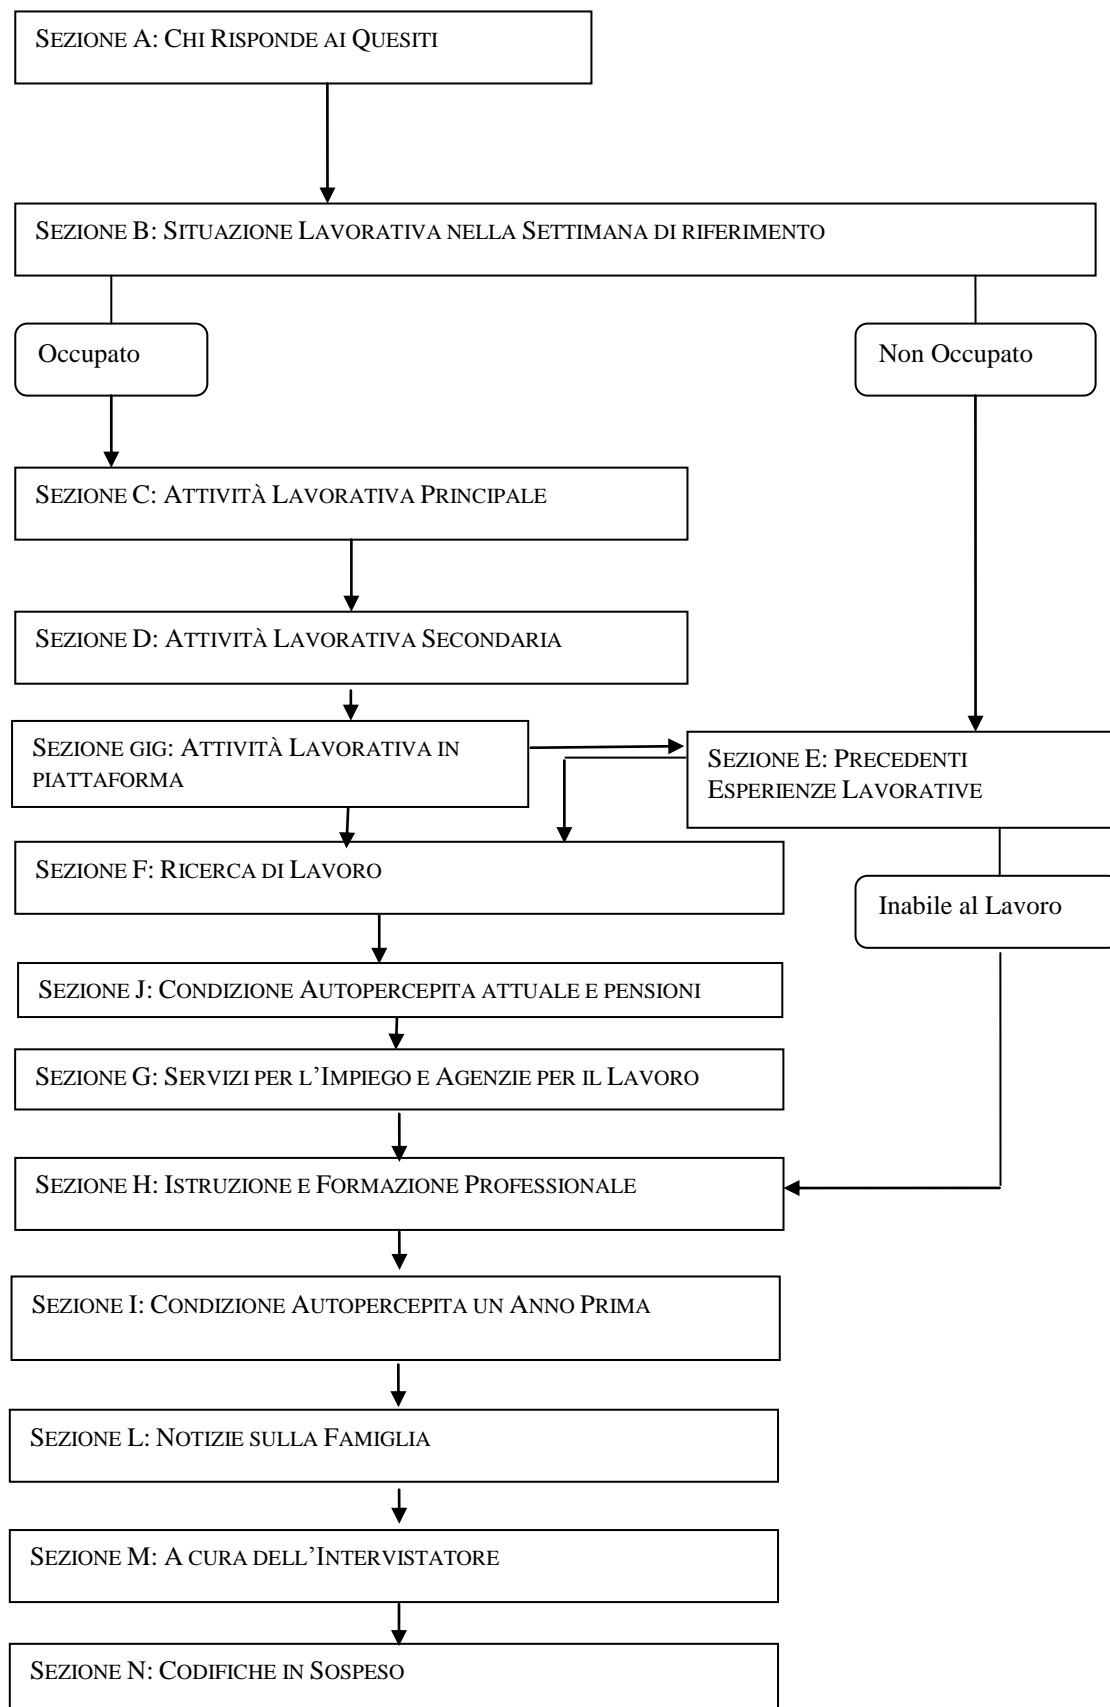 SEZIONE A: CHI RISPONDE AI QUESITI
SEZIONE B: SITUAZIONE LAVORATIVA NELLA SETTIMANA DI RIFERIMENTO
Occupato
Non Occupato
SEZIONE C: ATTIVITÀ LAVORATIVA PRINCIPALE
SEZIONE D: ATTIVITÀ LAVORATIVA SECONDARIA
SEZIONE GIG: ATTIVITÀ LAVORATIVA IN
PIATTAFORMA
SEZIONE E: PRECEDENTI
ESPERIENZE LAVORATIVE
SEZIONE F: RICERCA DI LAVORO
Inabile al Lavoro
SEZIONE J: CONDIZIONE AUTOPERCEPITA ATTUALE E PENSIONI
SEZIONE G: SERVIZI PER L'IMPIEGO E AGENZIE PER IL LAVORO
SEZIONE H: ISTRUZIONE E FORMAZIONE PROFESSIONALE
SEZIONE I: CONDIZIONE AUTOPERCEPITA UN ANNO PRIMA
SEZIONE L: NOTIZIE SULLA FAMIGLIA
SEZIONE M: A CURA DELL'INTERVISTATORE
SEZIONE N: CODIFICHE IN SOSPESO